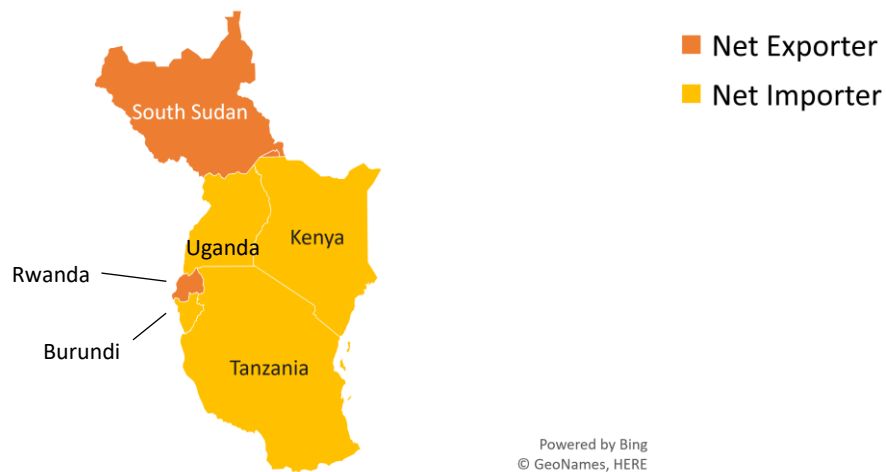 Net Exporter
Net Importer
South Sudan
Uganda
Kenya
Rwanda
Burundi
Tanzania
Powered by Bing
© GeoNames, HERE